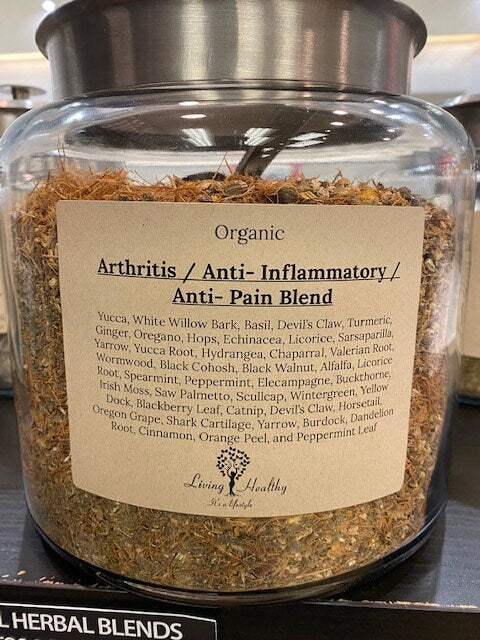 Organic
Arthritis / Anti- Inflammatory /
Anti- Pain Blend
Yucca, White Willow Bark, Basil, Devil's Claw, Turmeric,
Ginger, Oregano, Hops, Echinacea, Licorice, Sarsaparilla,
Yarrow, Yucca Root, Hydrangea, Chaparral, Valerian Root,
Wormwood, Black Cohosh, Black Walnut, Alfalfa, Licorice
Root, Spearmint, Peppermint, Elecampagne, Buckthorne,
Irish Moss, Saw Palmetto, Scullcap, Wintergreen, Yellow
Dock, Blackberry Leaf, Catnip, Devil's Claw, Horsetail,
Oregon Grape, Shark Cartilage, Yarrow, Burdock, Dandelion
Root, Cinnamon, Orange Peel, and Peppermint Leaf
Living Healthy
It's a lifestyle
L HERBAL BLENDS